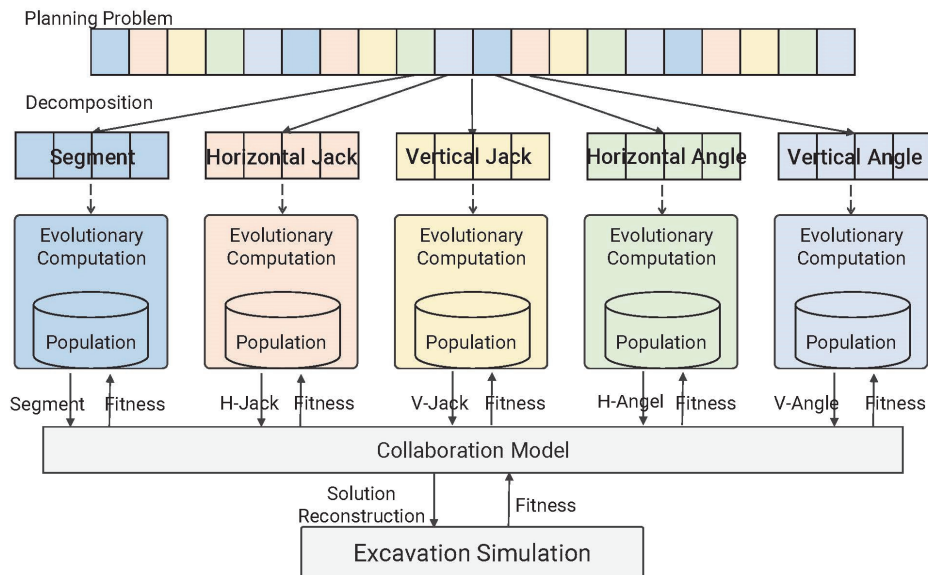 Planning Problem
Decomposition
Segment
Horizontal Jack
Vertical Jack
Horizontal Angle
Vertical Angle
Evolutionary
Computation
Population
Evolutionary
Computation
Population
Evolutionary
Computation
Population
Evolutionary
Computation
Population
Evolutionary
Computation
Population
Segment
Fitness
H-Jack
Fitness
V-Jack
Fitness
H-Angel
Fitness
V-Angle
Fitness
Collaboration Model
Solution
Reconstruction
Fitness
Excavation Simulation